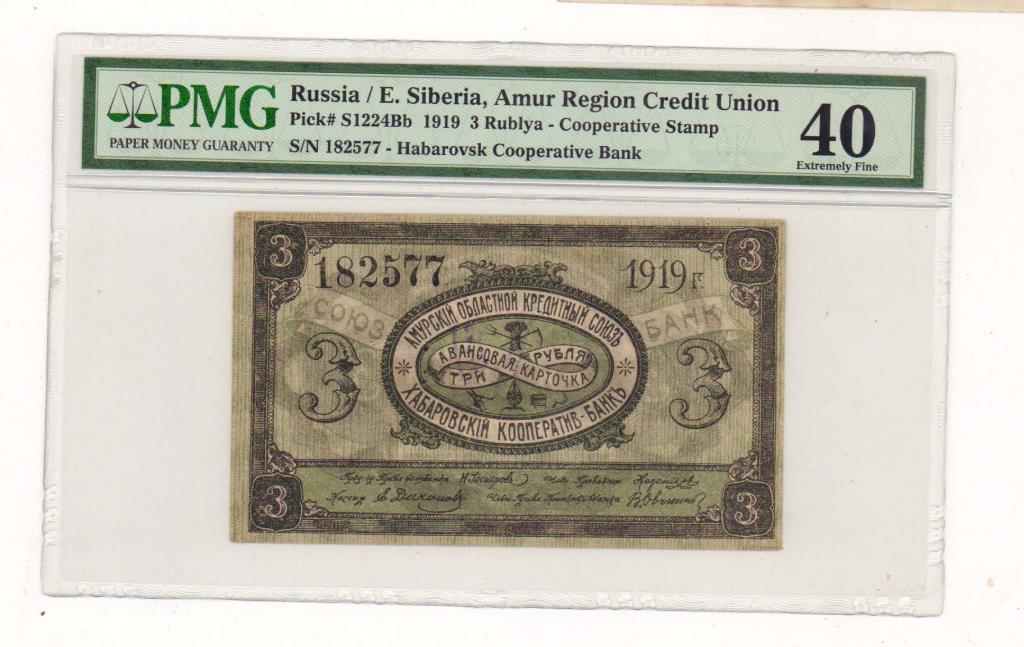 PMG
PAPER MONEY GUARANTY
Russia / E. Siberia, Amur Region Credit Union
Pick# S1224Bb 1919 3 Rublya - Cooperative Stamp
S/N 182577 - Habarovsk Cooperative Bank
40
Extremely Fine
3 3
182577 1919 г.
СОЮЗ БАНК
АМУРСКІЙ ОБЛАСТНОЙ КРЕДИТНЫЙ СОЮЗЪ
АВАНСОВАЯ КАРТОЧКА
ТРИ РУБЛЯ
3 3
ХАБАРОВСКІЙ КООПЕРАТИВ-БАНКЪ
Кассир
3 3